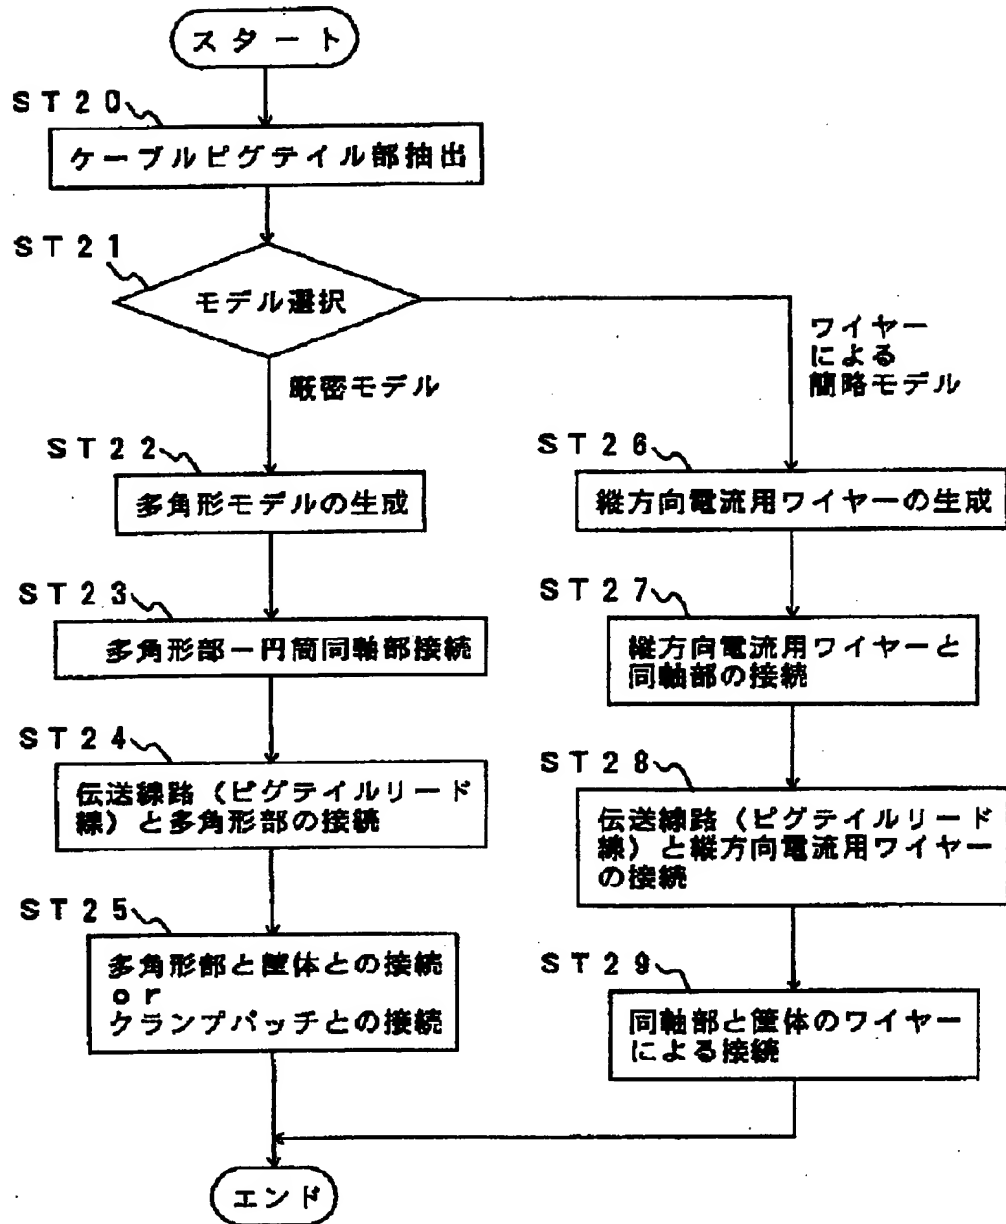 スタート
ST20
ケーブルピグテイル部抽出
ST21
モデル選択
厳密モデル
ワイヤー
による
簡略モデル
ST22
多角形モデルの生成
ST23
多角形部ー円筒同軸部接続
ST24
伝送線路（ピグテイルリード
線）と多角形部の接続
ST25
多角形部と筐体との接続
or
クランプパッチとの接続
ST26
縦方向電流用ワイヤーの生成
ST27
縦方向電流用ワイヤーと
同軸部の接続
ST28
伝送線路（ピグテイルリード
線）と縦方向電流用ワイヤー
の接続
ST29
同軸部と筐体のワイヤー
による接続
エンド